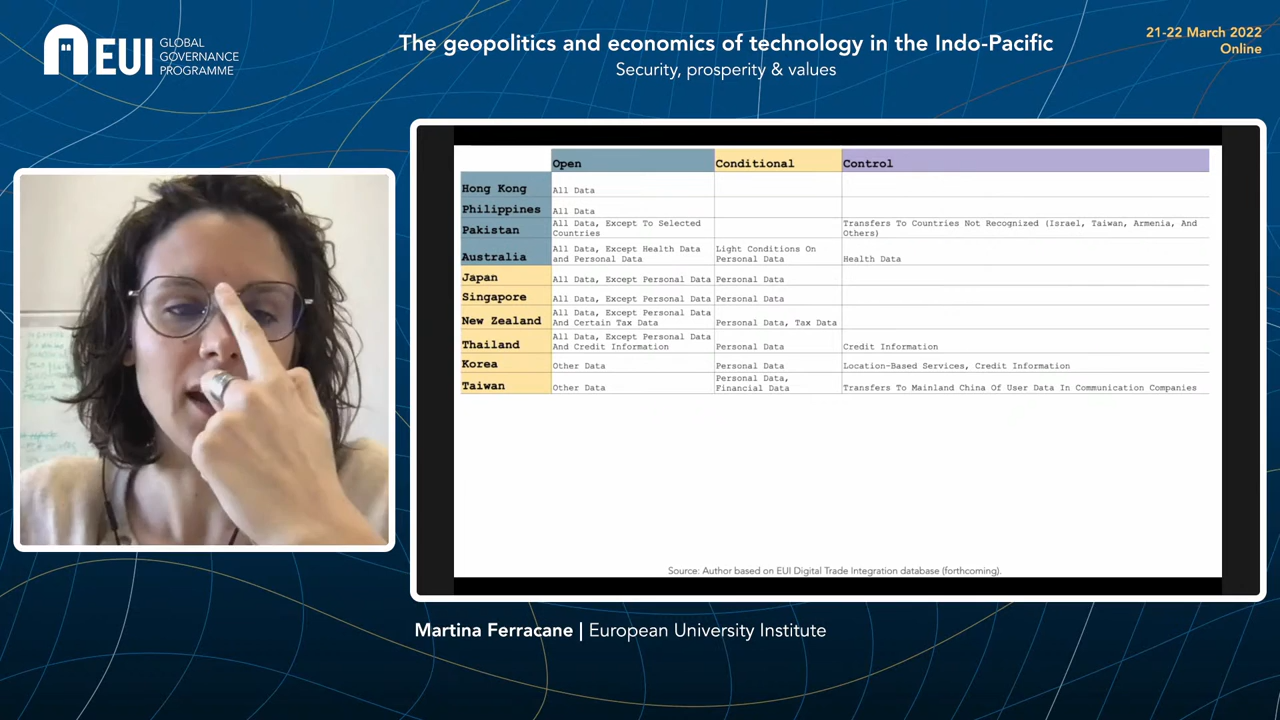 EUI
GLOBAL
GOVERNANCE
PROGRAMME
The geopolitics and economics of technology in the Indo-Pacific
Security, prosperity & values
21-22 March 2022
Online
Open Conditional Control
Hong Kong All Data
Philippines All Data
Pakistan All Data, Except To Selected Countries Transfers To Countries Not Recognized (Israel, Taiwan, Armenia, And Others)
Australia All Data, Except Health Data and Personal Data Light Conditions On Personal Data Health Data
Japan All Data, Except Personal Data Personal Data
Singapore All Data, Except Personal Data Personal Data
New Zealand All Data, Except Personal Data And Certain Tax Data Personal Data, Tax Data
Thailand All Data, Except Personal Data And Credit Information Personal Data Credit Information
Korea Other Data Personal Data Location-Based Services, Credit Information
Taiwan Other Data Personal Data, Financial Data Transfers To Mainland China Of User Data In Communication Companies
Source: Author based on EUI Digital Trade Integration database (forthcoming).
Martina Ferracane | European University Institute